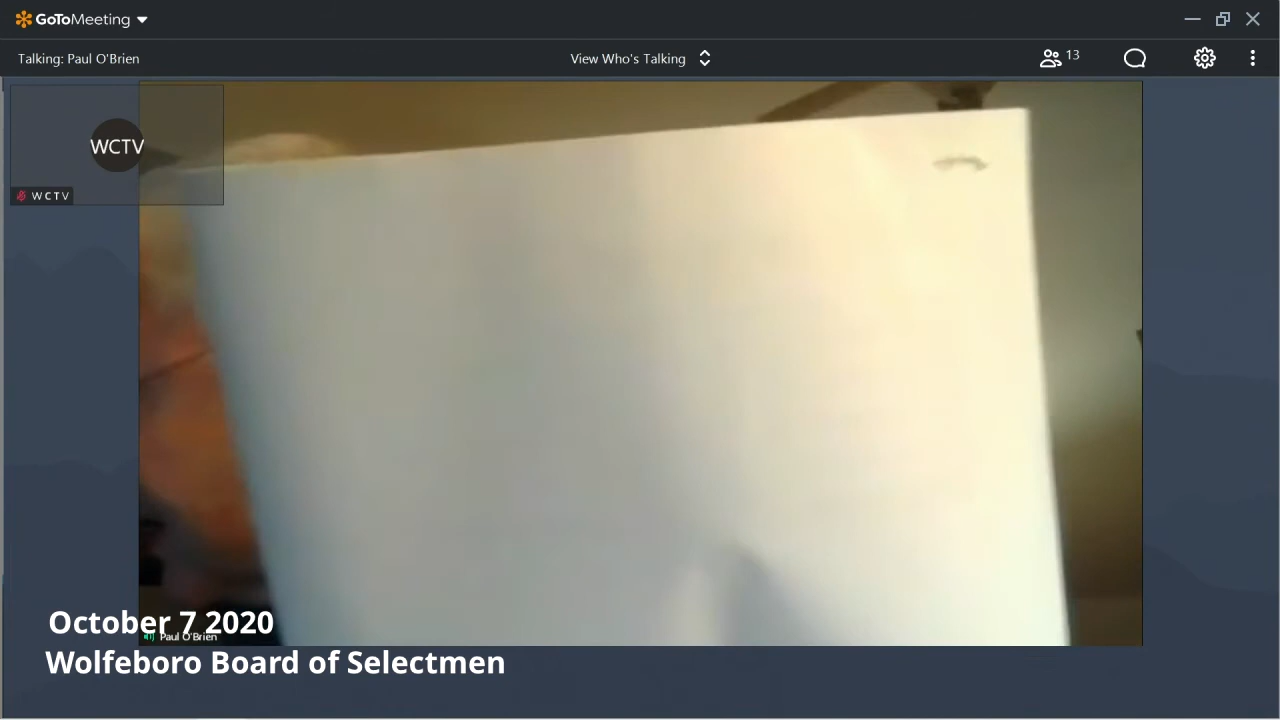 GoToMeeting
Talking: Paul O'Brien
View Who's Talking
13
WCTV
WCTV
Paul O'Brien
October 7 2020
Wolfeboro Board of Selectmen